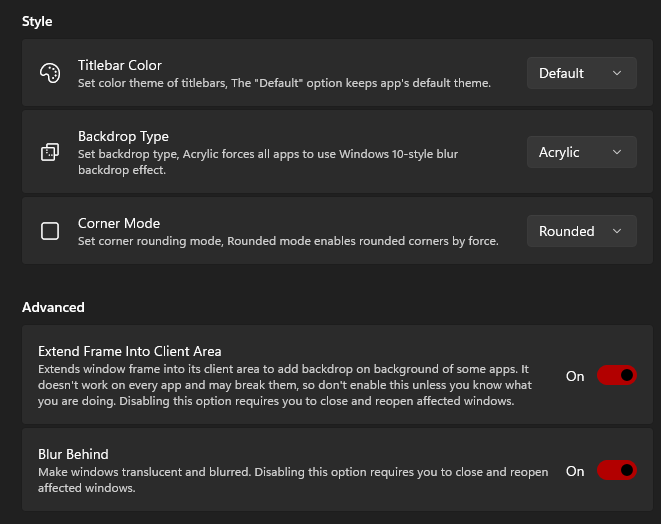 Style
Titlebar Color
Set color theme of titlebars, The "Default" option keeps app's default theme.
Default
Backdrop Type
Set backdrop type, Acrylic forces all apps to use Windows 10-style blur
backdrop effect.
Acrylic
Corner Mode
Set corner rounding mode, Rounded mode enables rounded corners by force.
Rounded
Advanced
Extend Frame Into Client Area
Extends window frame into its client area to add backdrop on background of some apps. It
doesn't work on every app and may break them, so don't enable this unless you know what
you are doing. Disabling this option requires you to close and reopen affected windows.
On
Blur Behind
Make windows translucent and blurred. Disabling this option requires you to close and reopen
affected windows.
On